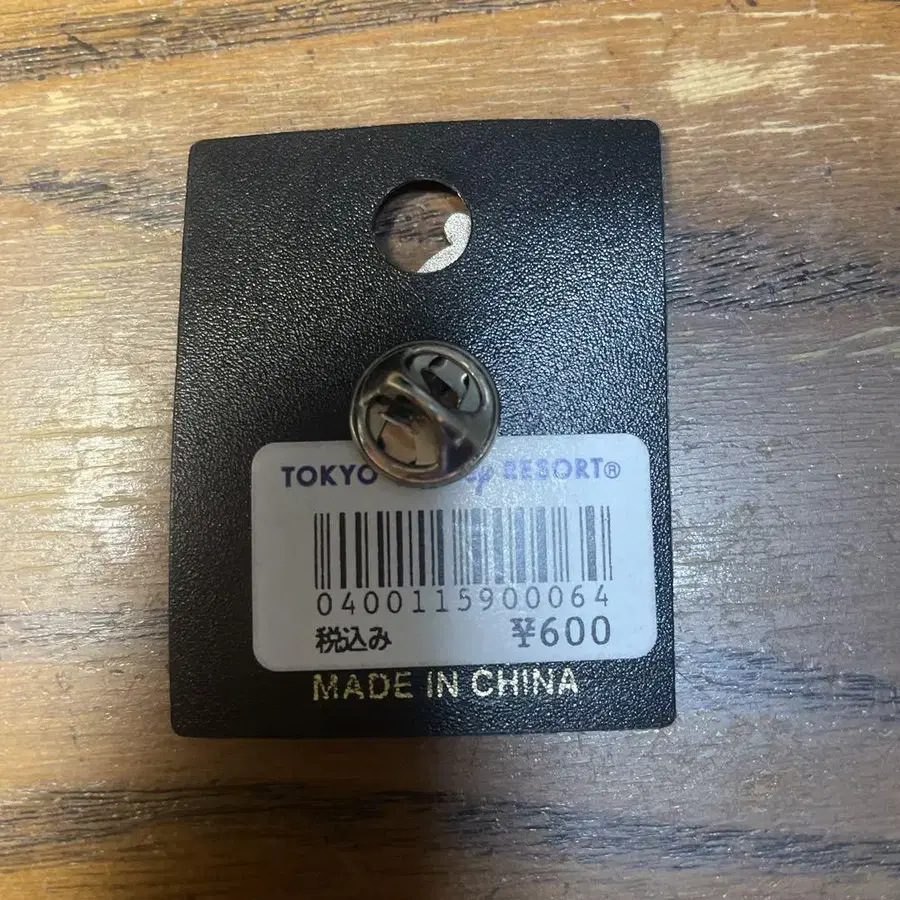 TOKYO RESORT®
0400115900064
税込み ¥600
MADE IN CHINA